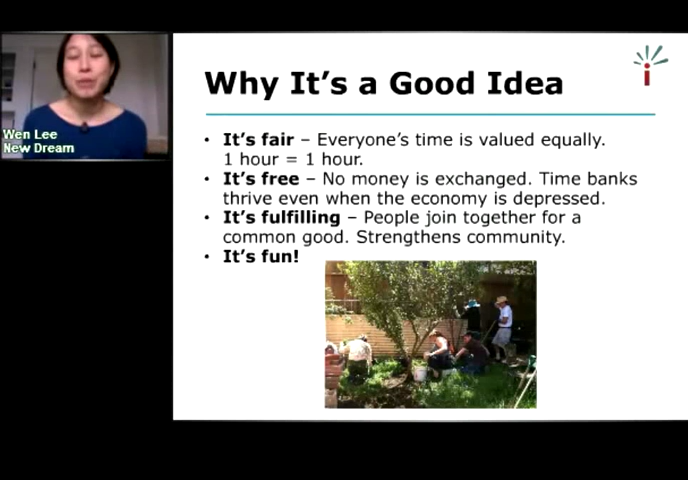 Wen Lee
New Dream
Why It's a Good Idea
• It's fair – Everyone's time is valued equally.
1 hour = 1 hour.
• It's free – No money is exchanged. Time banks
thrive even when the economy is depressed.
• It's fulfilling – People join together for a
common good. Strengthens community.
• It's fun!